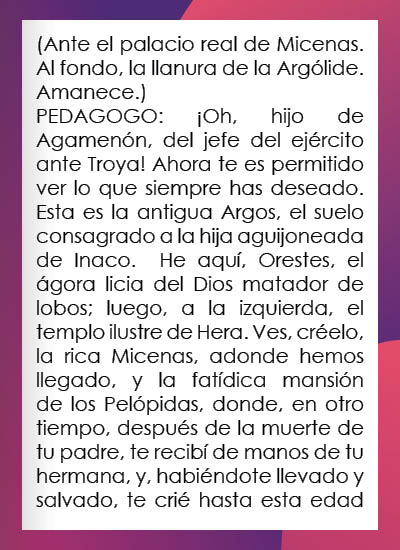 (Ante el palacio real de Micenas.
Al fondo, la llanura de la Argólide.
Amanece.)
PEDAGOGO: ¡Oh, hijo de
Agamenón, del jefe del ejército
ante Troya! Ahora te es permitido
ver lo que siempre has deseado.
Esta es la antigua Argos, el suelo
consagrado a la hija aguijoneada
de Inaco. He aquí, Orestes, el
ágora licia del Dios matador de
lobos; luego, a la izquierda, el
templo ilustre de Hera. Ves, créelo,
la rica Micenas, adonde hemos
llegado, y la fatídica mansión
de los Pelópidas, donde, en otro
tiempo, después de la muerte de
tu padre, te recibí de manos de tu
hermana, y, habiéndote llevado y
salvado, te crié hasta esta edad